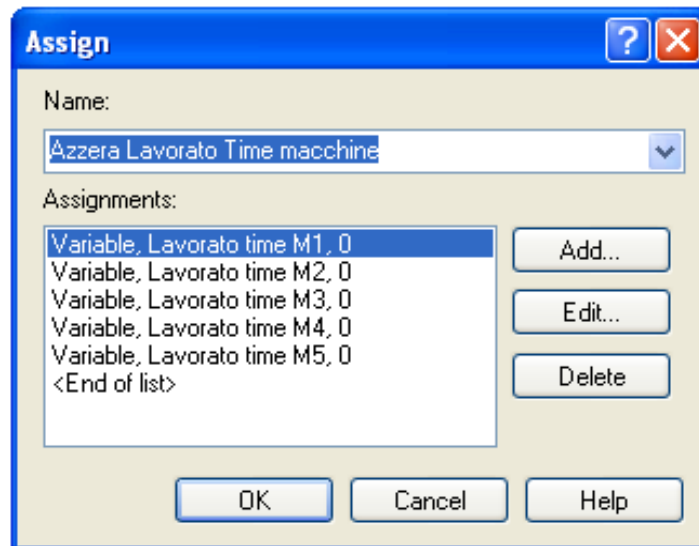 Assign
Name:
Azzera Lavorato Time macchine
Assignments:
Variable, Lavorato time M1, 0
Variable, Lavorato time M2, 0
Variable, Lavorato time M3, 0
Variable, Lavorato time M4, 0
Variable, Lavorato time M5, 0
<End of list>
Add...
Edit...
Delete
OK
Cancel
Help